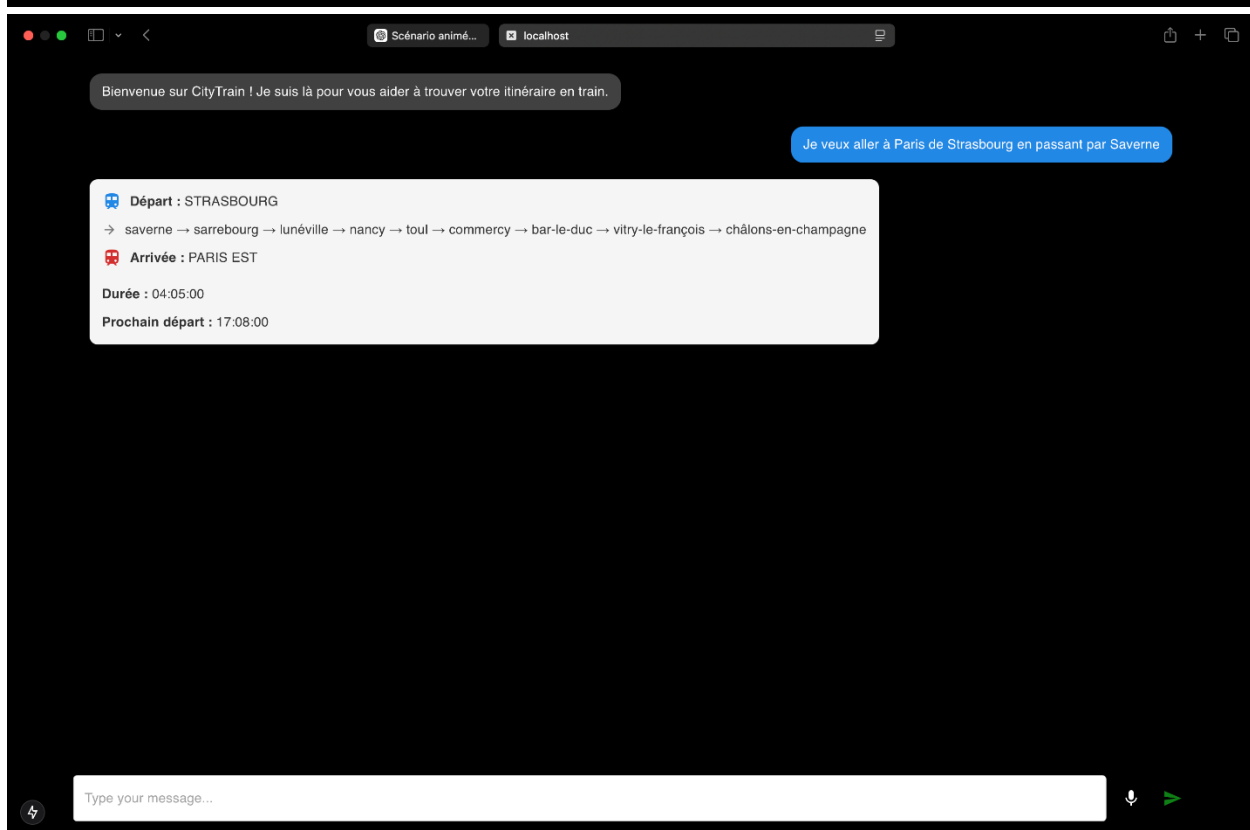 Scénario animé...
localhost
Bienvenue sur CityTrain ! Je suis là pour vous aider à trouver votre itinéraire en train.
Je veux aller à Paris de Strasbourg en passant par Saverne
Départ : STRASBOURG
→ saverne → sarrebourg → lunéville → nancy → toul → commercy → bar-le-duc → vitry-le-françois → châlons-en-champagne
Arrivée : PARIS EST
Durée : 04:05:00
Prochain départ : 17:08:00
Type your message...